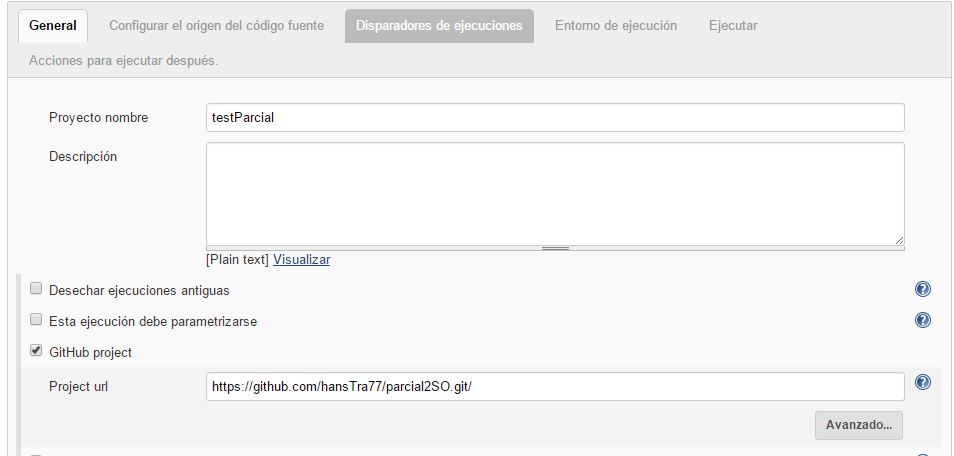 General Configurar el origen del código fuente Disparadores de ejecuciones Entorno de ejecución Ejecutar
Acciones para ejecutar después.
Proyecto nombre testParcial
Descripción
[Plain text] Visualizar
Desechar ejecuciones antiguas ?
Esta ejecución debe parametrizarse ?
GitHub project
Project url https://github.com/hansTra77/parcial2SO.git/ ?
Avanzado...